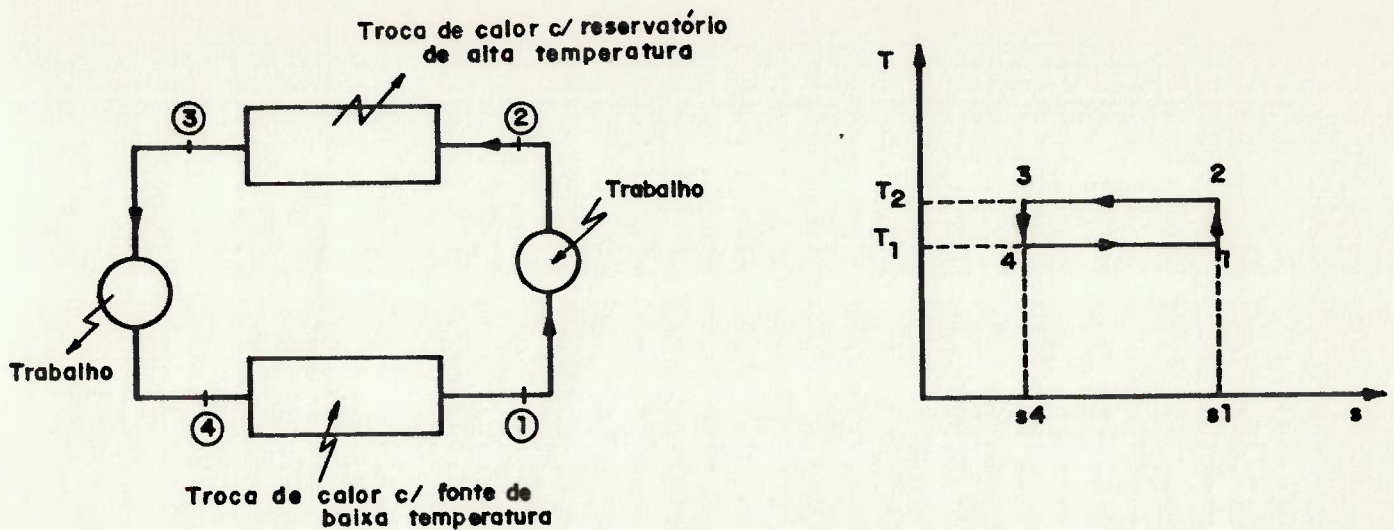 Troca de calor c/ reservatório
de alta temperatura
3
2
Trabalho
Trabalho
4
1
Troca de calor c/ fonte de
baixa temperatura
T
3
2
T2
T1
4
1
s4
s1
s